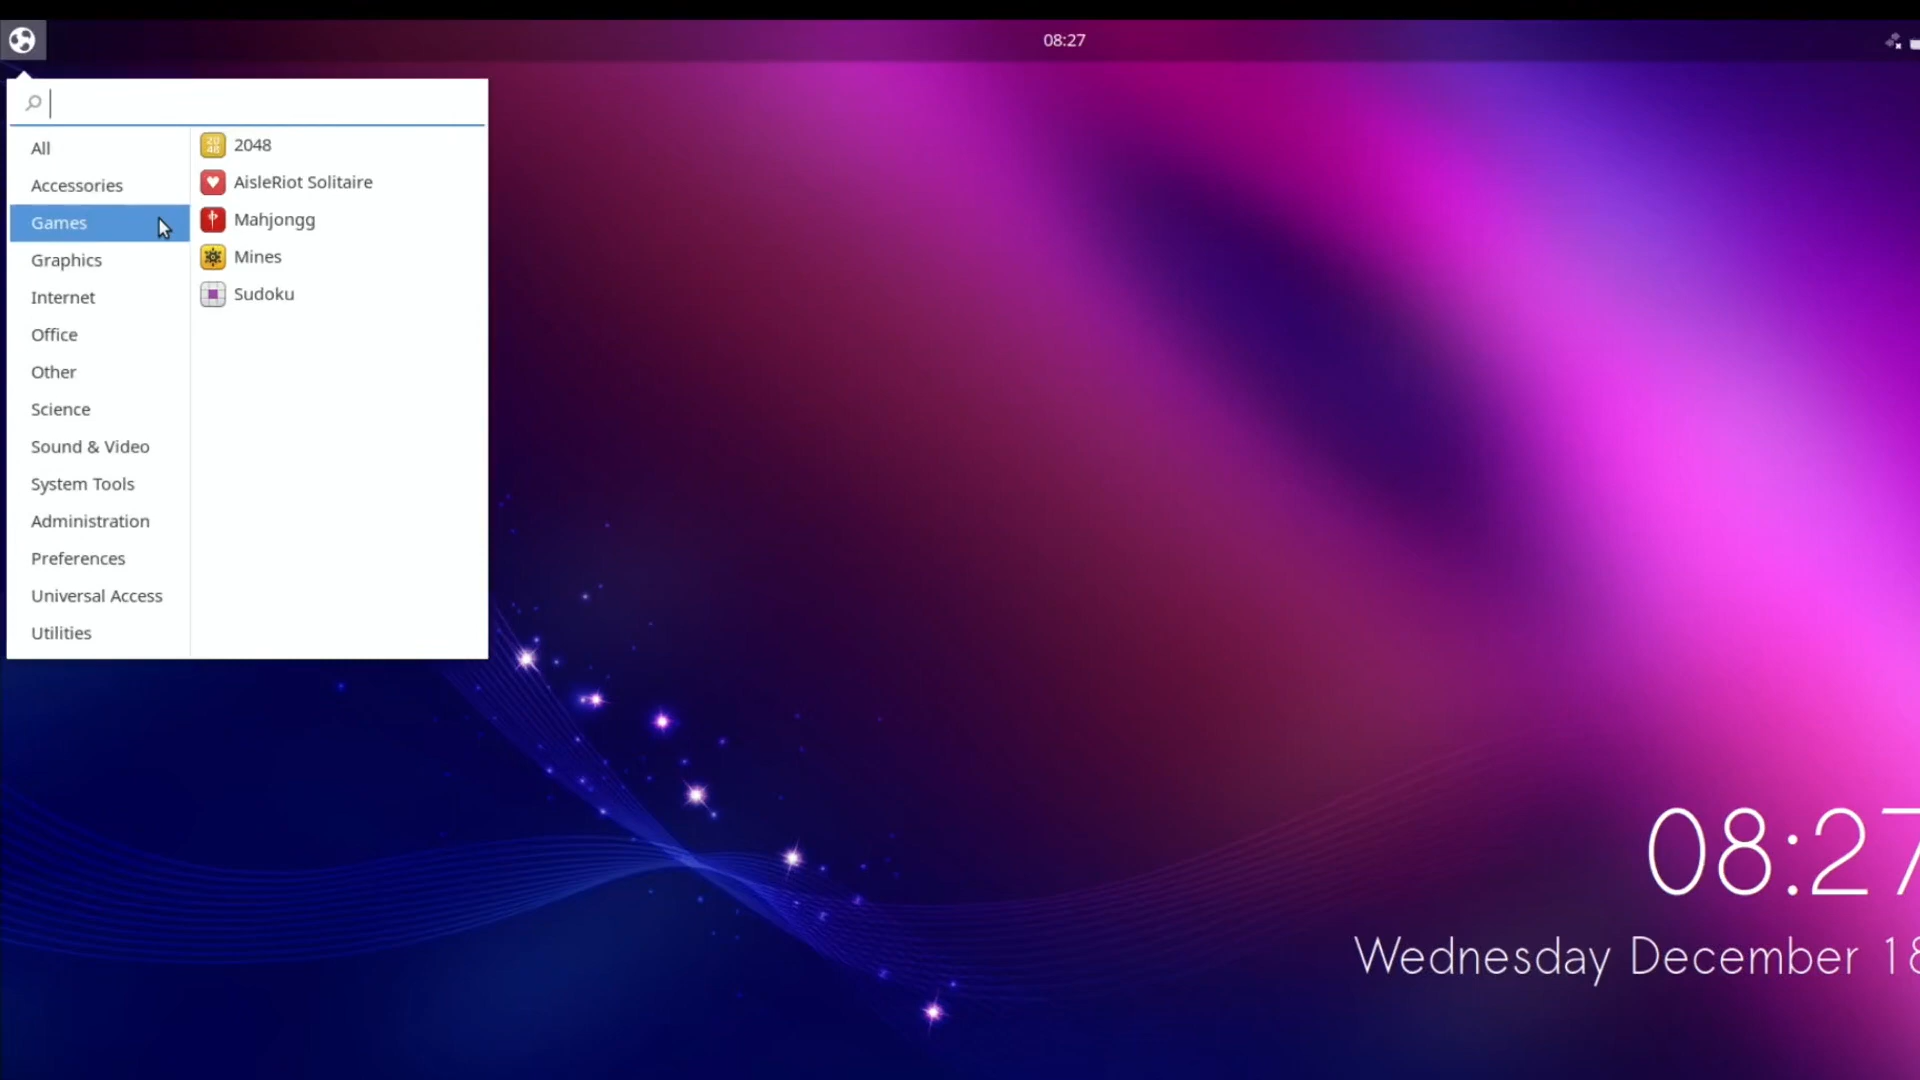 08:27
All
Accessories
Games
Graphics
Internet
Office
Other
Science
Sound & Video
System Tools
Administration
Preferences
Universal Access
Utilities
2048
AisleRiot Solitaire
Mahjongg
Mines
Sudoku
08:27
Wednesday December 18